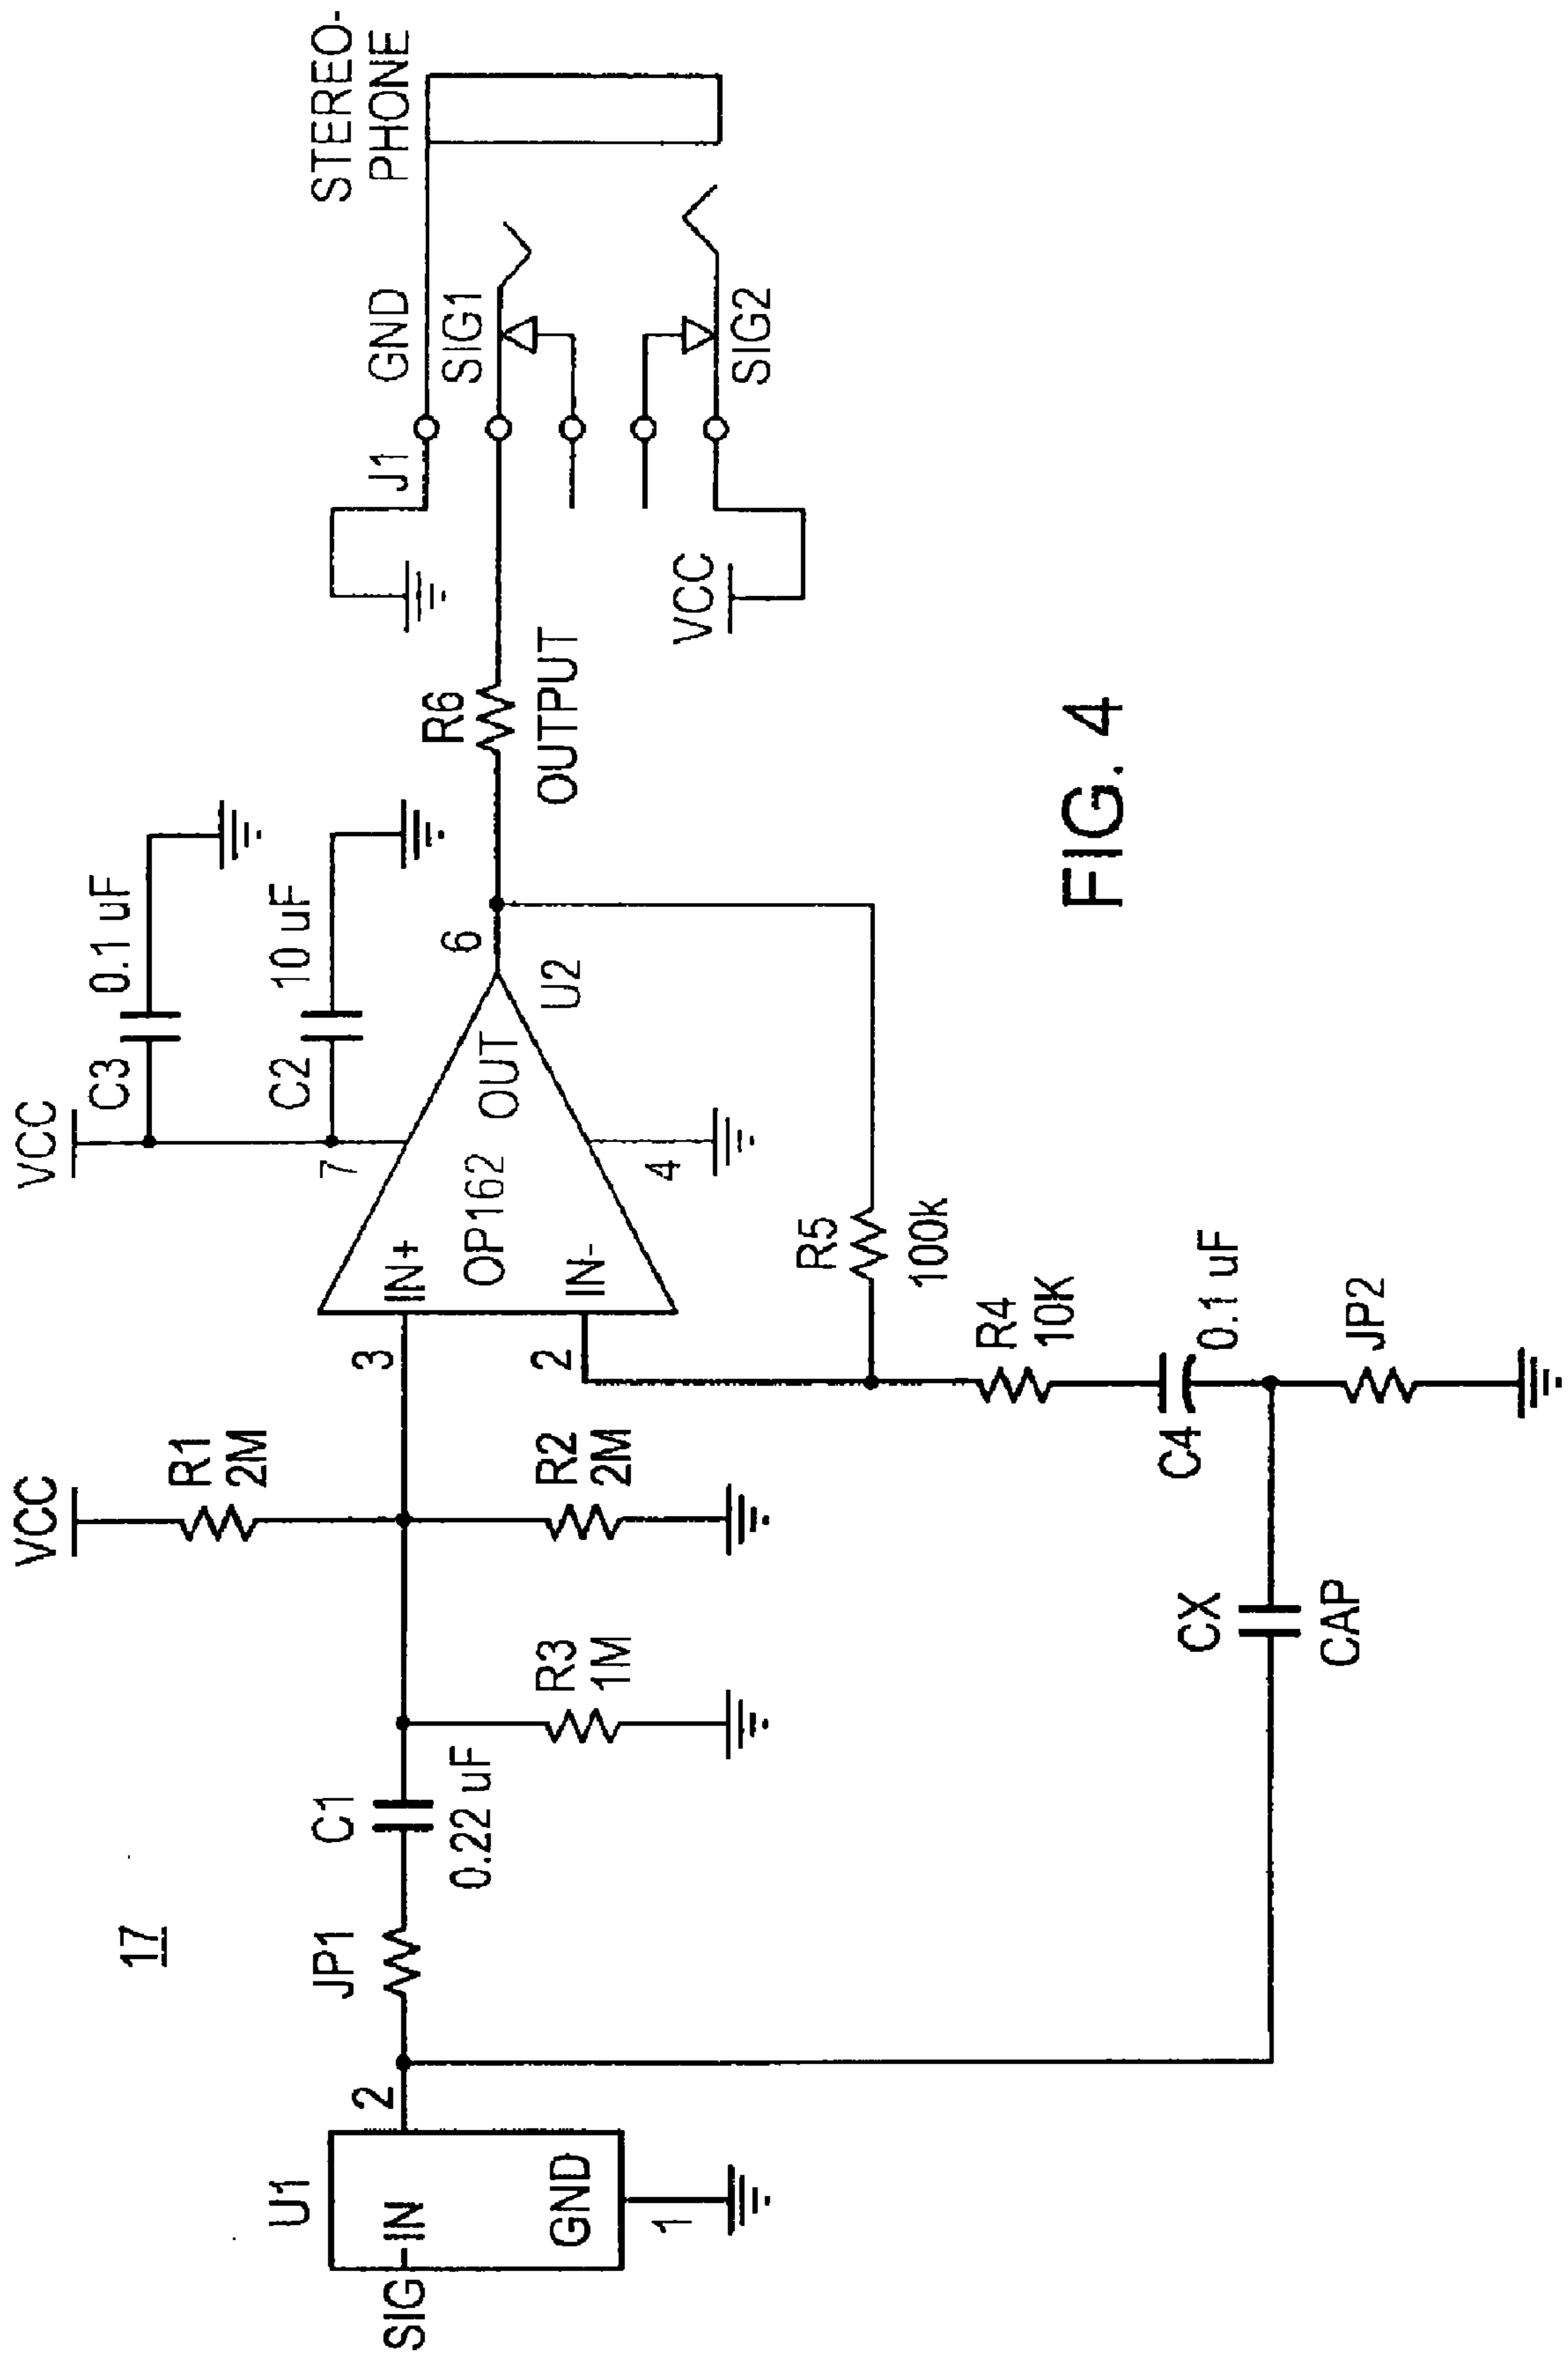 17
VCC
VCC
C3
0.1 uF
R1
2M
C2
10 uF
STEREO-
PHONE
U1
JP1
C1
0.22 uF
3
7
J1
GND
2
SIG-IN
IN+
6
R6
SIG1
OP162
OUT
OUTPUT
GND
R3
1M
R2
2M
2
IN-
U2
1
4
VCC
SIG2
R5
100k
R4
10K
CX
CAP
C4
0.1 uF
JP2
FIG. 4